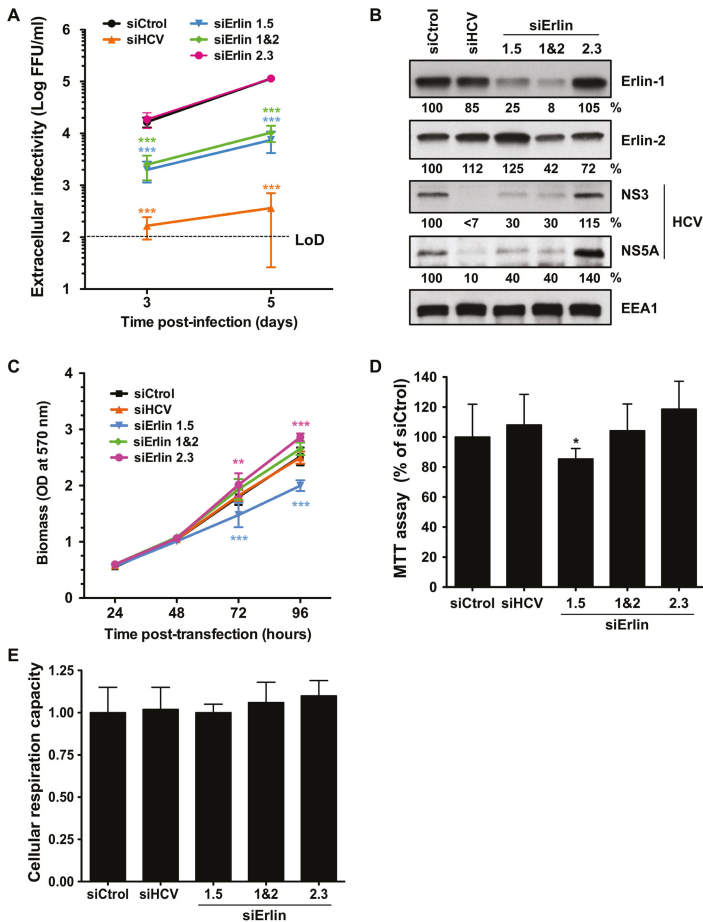 A
siCtrol
siHCV
siErlin 1.5
siErlin 1&2
siErlin 2.3
Extracellular infectivity (Log FFU/ml)
6
5
4
3
2
1
***
***
***
***
***
***
LoD
3
5
Time post-infection (days)
B
siCtrol
siHCV
siErlin
1.5
1&2
2.3
Erlin-1
100 85 25 8 105 %
Erlin-2
100 112 125 42 72 %
NS3
100 <7 30 30 115
HCV
NS5A
100 10 40 40 140 %
EEA1
C
siCtrol
siHCV
siErlin 1.5
siErlin 1&2
siErlin 2.3
Biomass (OD at 570 nm)
4
3
2
1
0
**
***
***
***
24 48 72 96
Time post-transfection (hours)
D
MTT assay (% of siCtrol)
140
120
100
80
60
40
20
0
*
siCtrol siHCV 1.5 1&2 2.3
siErlin
E
Cellular respiration capacity
1.25
1.00
0.75
0.50
0.25
0.00
siCtrol siHCV 1.5 1&2 2.3
siErlin